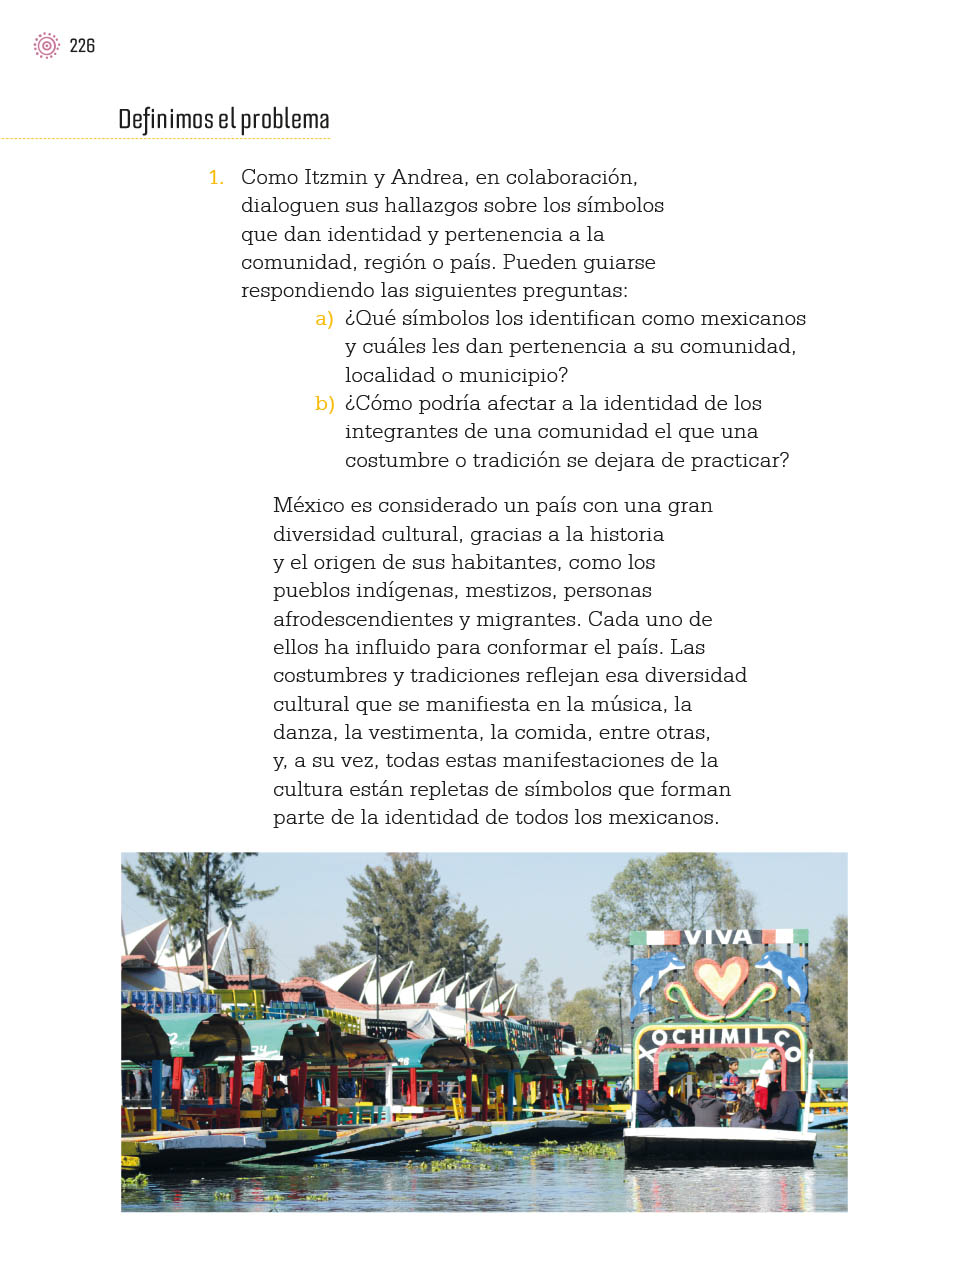 226
Definimos el problema
1. Como Itzmin y Andrea, en colaboración,
dialoguen sus hallazgos sobre los símbolos
que dan identidad y pertenencia a la
comunidad, región o país. Pueden guiarse
respondiendo las siguientes preguntas:
a) ¿Qué símbolos los identifican como mexicanos
y cuáles les dan pertenencia a su comunidad,
localidad o municipio?
b) ¿Cómo podría afectar a la identidad de los
integrantes de una comunidad el que una
costumbre o tradición se dejara de practicar?
México es considerado un país con una gran
diversidad cultural, gracias a la historia
y el origen de sus habitantes, como los
pueblos indígenas, mestizos, personas
afrodescendientes y migrantes. Cada uno de
ellos ha influido para conformar el país. Las
costumbres y tradiciones reflejan esa diversidad
cultural que se manifiesta en la música, la
danza, la vestimenta, la comida, entre otras,
y, a su vez, todas estas manifestaciones de la
cultura están repletas de símbolos que forman
parte de la identidad de todos los mexicanos.
VIVA
XOCHIMILCO